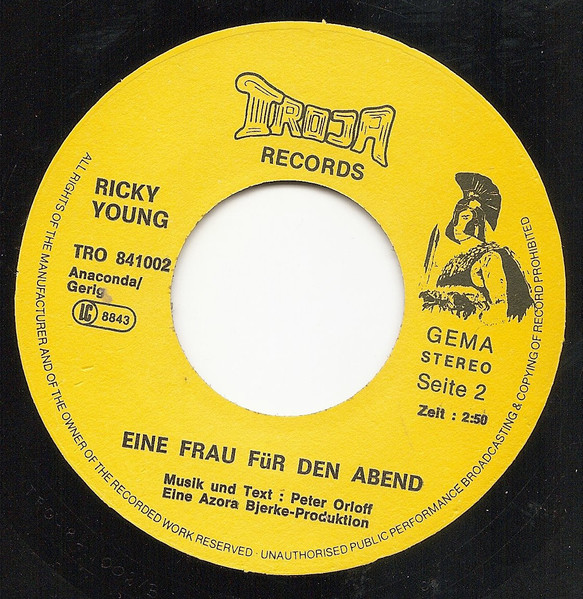 TROJA
RECORDS
RICKY
YOUNG
TRO 841002
Anaconda/
Gerig
LC 8843
GEMA
STEREO
Seite 2
Zeit : 2:50
EINE FRAU FüR DEN ABEND
Musik und Text : Peter Orloff
Eine Azora Bjerke-Produktion
ALL RIGHTS OF THE MANUFACTURER AND OF THE OWNER OF THE RECORDED WORK RESERVED · UNAUTHORISED PUBLIC PERFORMANCE BROADCASTING & COPYING OF RECORD PROHIBITED